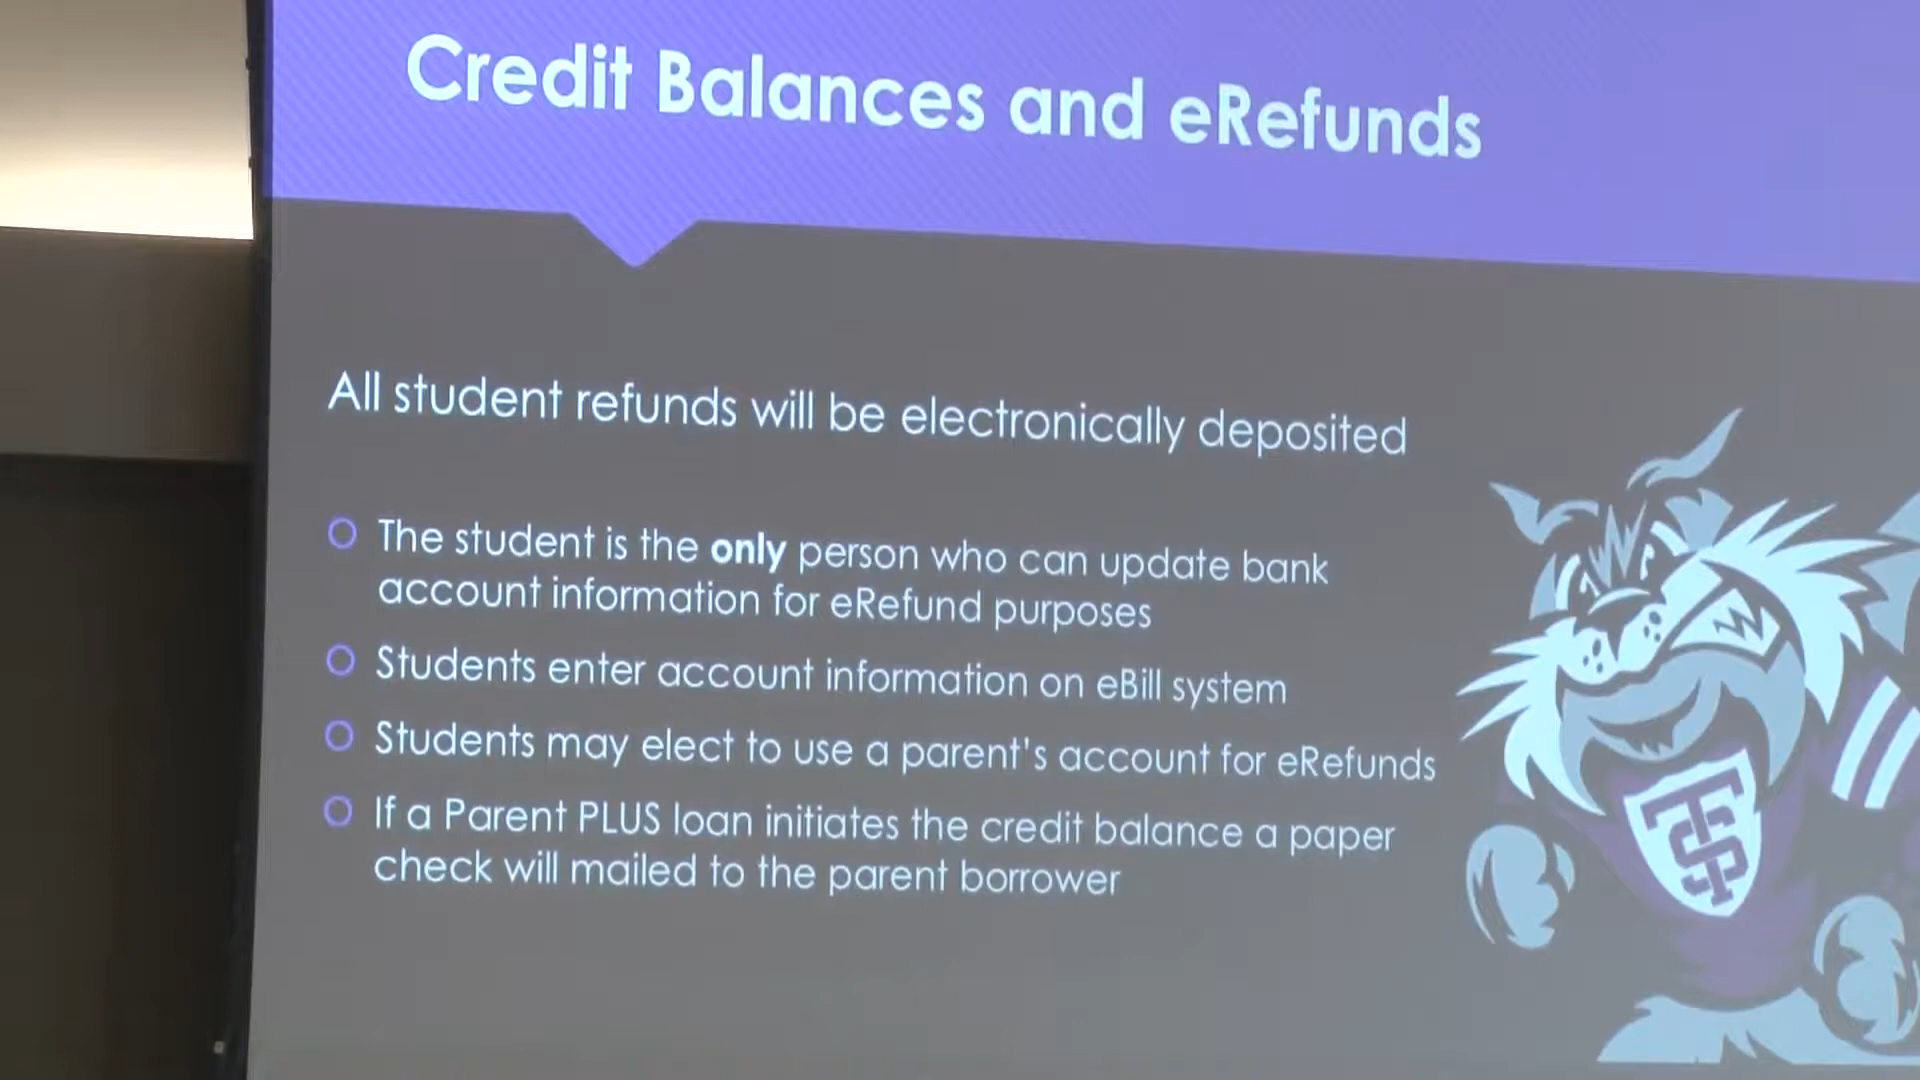 Credit Balances and eRefunds
All student refunds will be electronically deposited
The student is the only person who can update bank
account information for eRefund purposes
Students enter account information on eBill system
Students may elect to use a parent's account for eRefunds
If a Parent PLUS loan initiates the credit balance a paper
check will mailed to the parent borrower
TS